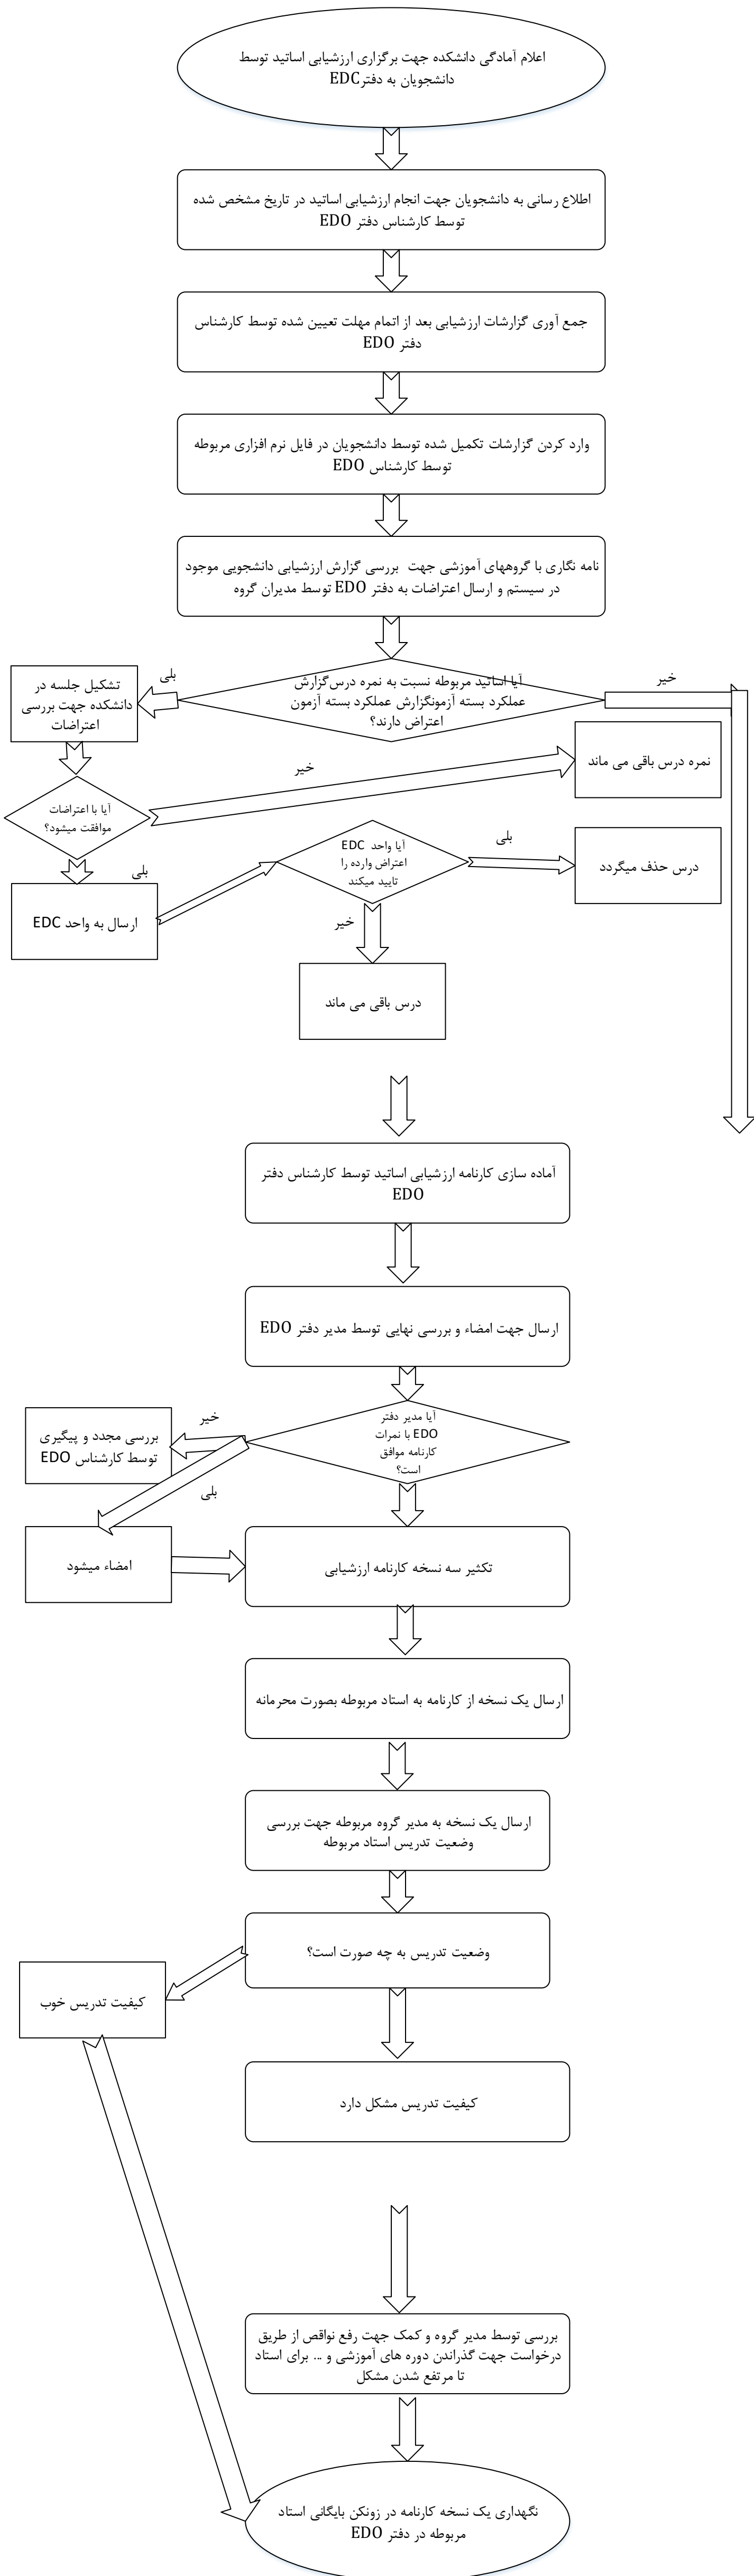 اعلام آمادگی دانشکده جهت برگزاری ارزشیابی اساتید توسط
دانشجویان به دفترEDC
اطلاع رسانی به دانشجویان جهت انجام ارزشیابی اساتید در تاریخ مشخص شده
توسط کارشناس دفتر EDO
جمع آوری گزارشات ارزشیابی بعد از اتمام مهلت تعیین شده توسط کارشناس
دفتر EDO
وارد کردن گزارشات تکمیل شده توسط دانشجویان در فایل نرم افزاری مربوطه
توسط کارشناس EDO
نامه نگاری با گروههای آموزشی جهت بررسی گزارش ارزشیابی دانشجویی موجود
در سیستم و ارسال اعتراضات به دفتر EDO توسط مدیران گروه
آیا اساتید مربوطه نسبت به نمره درس‌گزارش
عملکرد بسته آزمونگزارش عملکرد بسته آزمون
اعتراض دارند؟
خیر
بلی
تشکیل جلسه در
دانشکده جهت بررسی
اعتراضات
نمره درس باقی می ماند
خیر
آیا با اعتراضات
موافقت میشود؟
بلی
ارسال به واحد EDC
آیا واحد EDC
اعتراض وارده را
تایید میکند
بلی
درس حذف میگردد
خیر
درس باقی می ماند
آماده سازی کارنامه ارزشیابی اساتید توسط کارشناس دفتر
EDO
ارسال جهت امضاء و بررسی نهایی توسط مدیر دفتر EDO
آیا مدیر دفتر
EDO با نمرات
کارنامه موافق
است؟
خیر
بررسی مجدد و پیگیری
توسط کارشناس EDO
بلی
امضاء میشود
تکثیر سه نسخه کارنامه ارزشیابی
ارسال یک نسخه از کارنامه به استاد مربوطه بصورت محرمانه
ارسال یک نسخه به مدیر گروه مربوطه جهت بررسی
وضعیت تدریس استاد مربوطه
وضعیت تدریس به چه صورت است؟
کیفیت تدریس خوب
کیفیت تدریس مشکل دارد
بررسی توسط مدیر گروه و کمک جهت رفع نواقص از طریق
درخواست جهت گذراندن دوره های آموزشی و ... برای استاد
تا مرتفع شدن مشکل
نگهداری یک نسخه کارنامه در زونکن بایگانی استاد
مربوطه در دفتر EDO